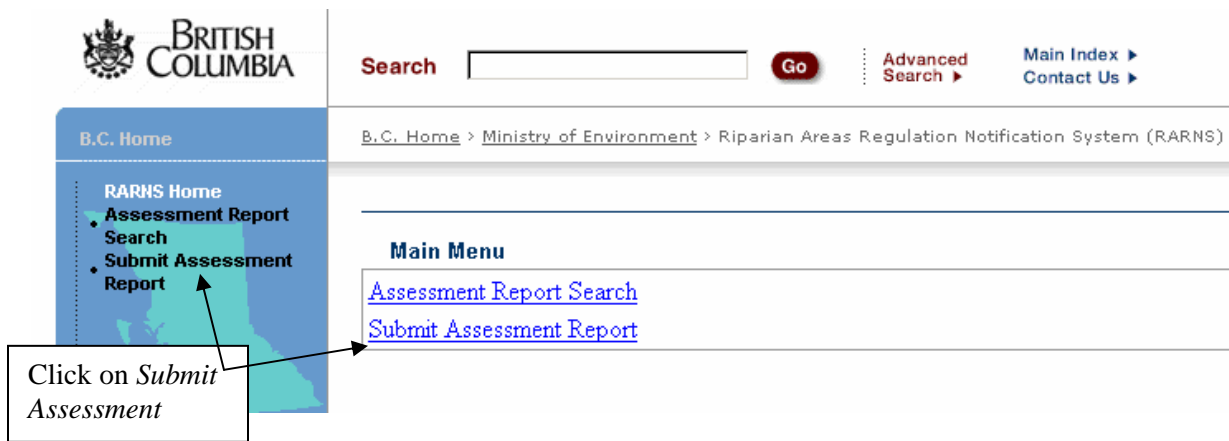 BRITISH
COLUMBIA
Search
Go
Advanced
Search ▶
Main Index ▶
Contact Us ▶
B.C. Home
B.C. Home > Ministry of Environment > Riparian Areas Regulation Notification System (RARNS)
RARNS Home
• Assessment Report
Search
• Submit Assessment
Report
Main Menu
Assessment Report Search
Submit Assessment Report
Click on Submit
Assessment